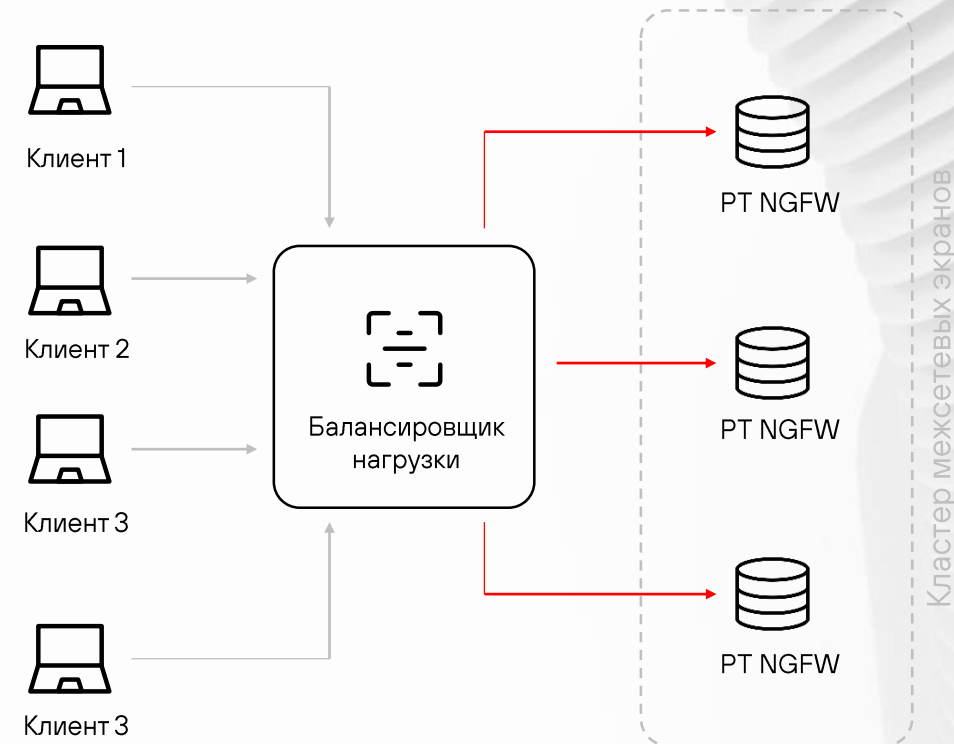 Клиент 1
Клиент 2
Клиент 3
Клиент 3
Балансировщик
нагрузки
PT NGFW
PT NGFW
PT NGFW
Кластер межсетевых экранов